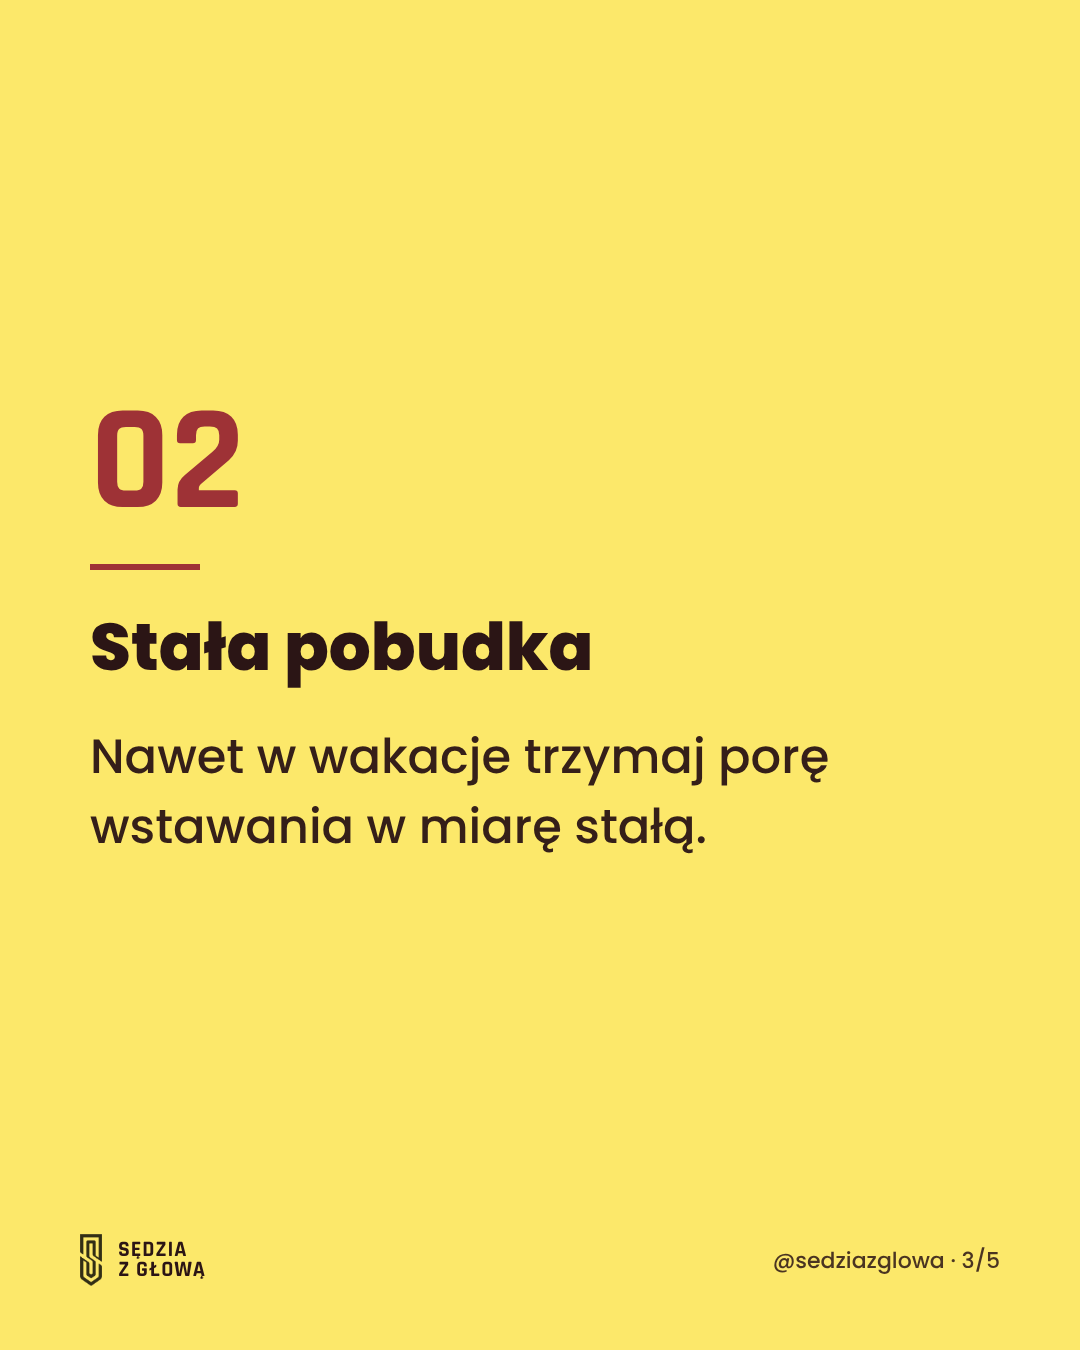 02
Stała pobudka
Nawet w wakacje trzymaj porę
wstawania w miarę stałą.
SĘDZIA
Z GŁOWĄ
@sedziazglowa · 3/5